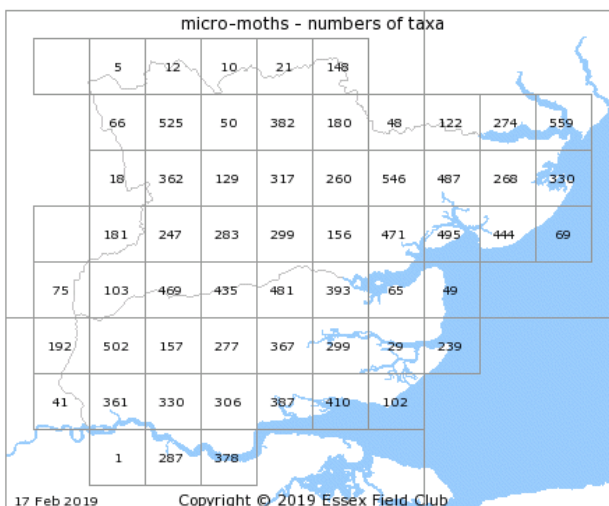 micro-moths - numbers of taxa
5 12 10 21 148
66 525 50 382 180 48 122 274 559
18 362 129 317 260 546 487 268 330
181 247 283 299 156 471 495 444 69
75 103 469 435 481 393 65 49
192 502 157 277 367 299 29 239
41 361 330 306 387 410 102
1 287 378
17 Feb 2019 Copyright © 2019 Essex Field Club